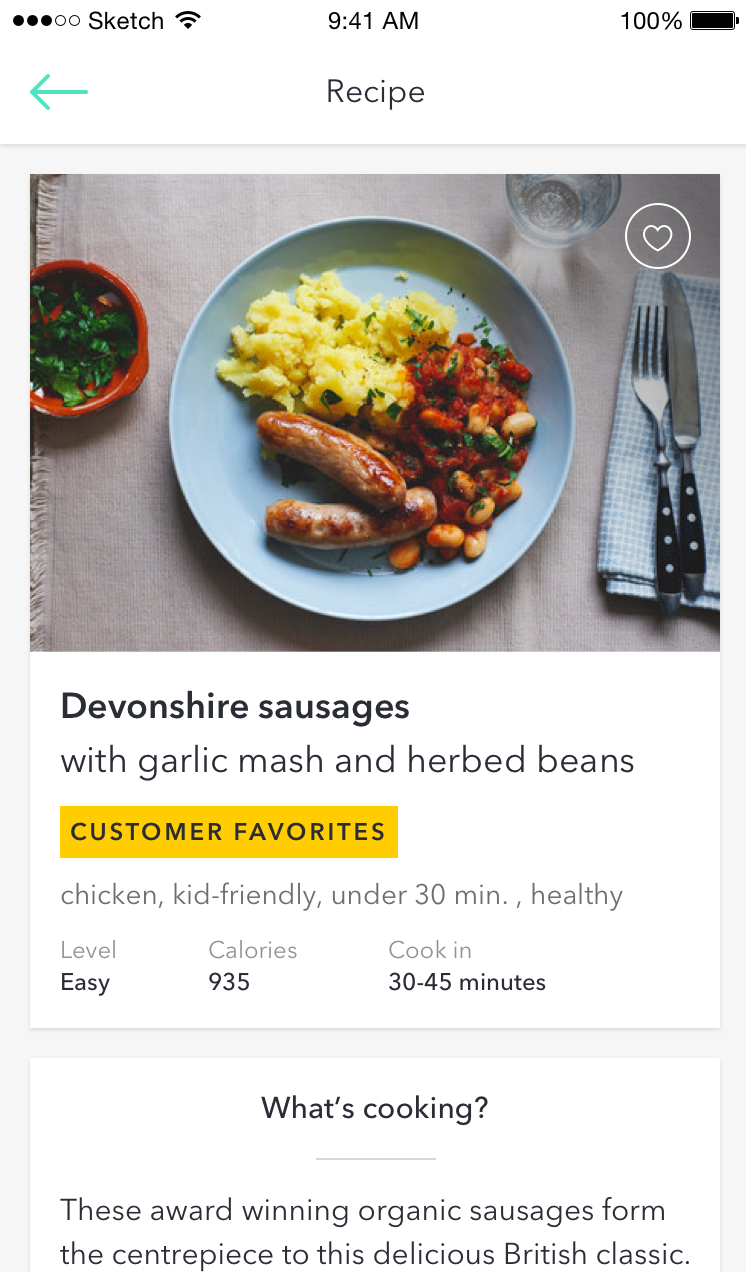 Sketch 9:41 AM 100%
Recipe
Devonshire sausages
with garlic mash and herbed beans
CUSTOMER FAVORITES
chicken, kid-friendly, under 30 min. , healthy
Level Calories Cook in
Easy 935 30-45 minutes
What’s cooking?
These award winning organic sausages form
the centrepiece to this delicious British classic.